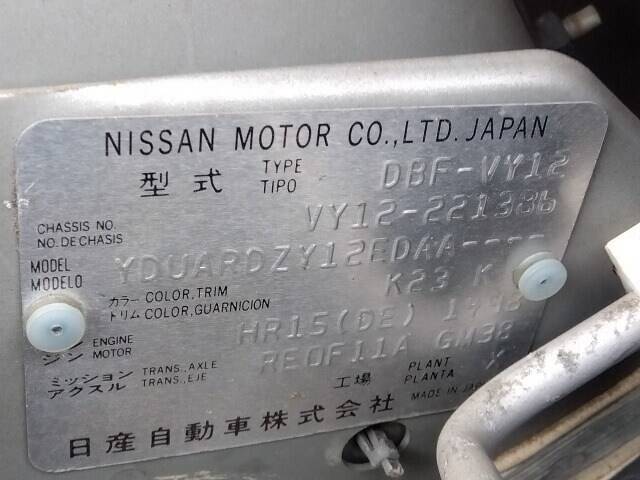 NISSAN MOTOR CO.,LTD. JAPAN
型式 TYPE TIPO DBF-VY12
CHASSIS NO. NO. DE CHASIS VY12-221386
MODEL MODELO YDUARDZY12EDAA----
カラー COLOR,TRIM トリム COLOR,GUARNICION K23 K
ENGINE MOTOR HR15(DE) 1498
ミッション アクスル TRANS.,AXLE TRANS.,EJE RE0F11A GM38
工場 PLANT PLANTA X
日産自動車株式会社 MADE IN